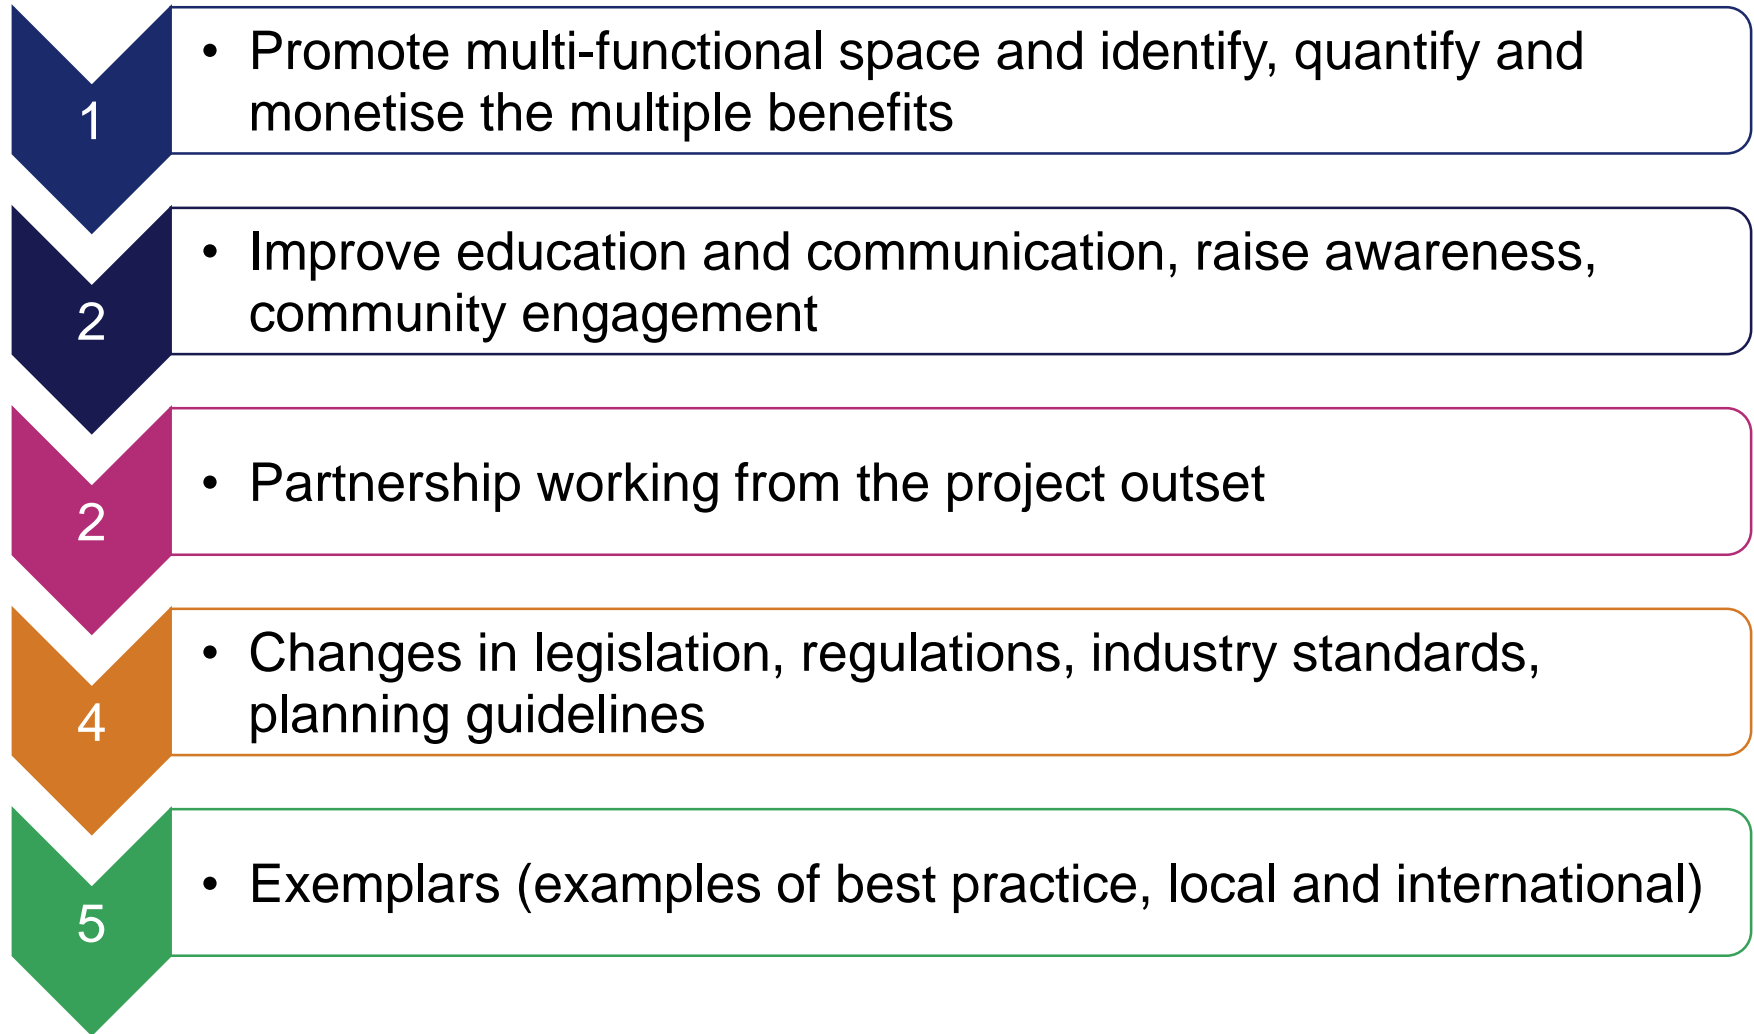 1
• Promote multi-functional space and identify, quantify and
monetise the multiple benefits
2
• Improve education and communication, raise awareness,
community engagement
2
• Partnership working from the project outset
4
• Changes in legislation, regulations, industry standards,
planning guidelines
5
• Exemplars (examples of best practice, local and international)